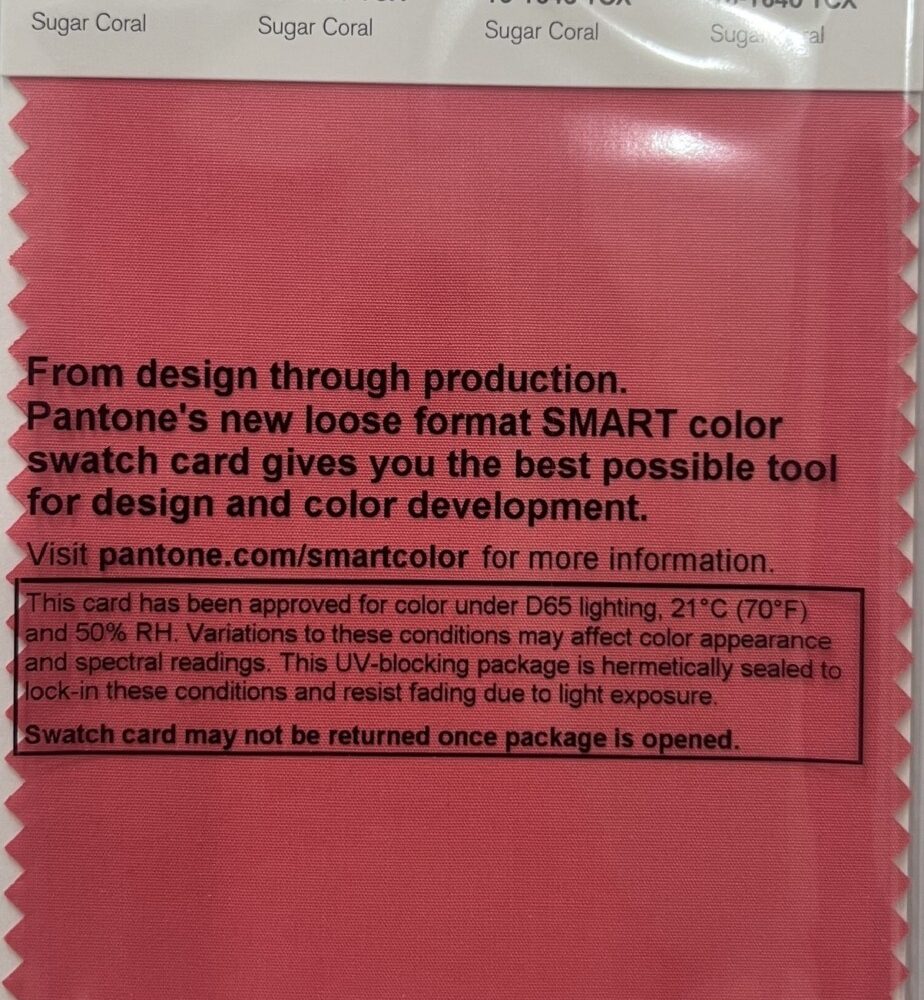 Sugar Coral Sugar Coral Sugar Coral
From design through production.
Pantone's new loose format SMART color
swatch card gives you the best possible tool
for design and color development.
Visit pantone.com/smartcolor for more information.
This card has been approved for color under D65 lighting, 21°C (70°F)
and 50% RH. Variations to these conditions may affect color appearance
and spectral readings. This UV-blocking package is hermetically sealed to
lock-in these conditions and resist fading due to light exposure.
Swatch card may not be returned once package is opened.